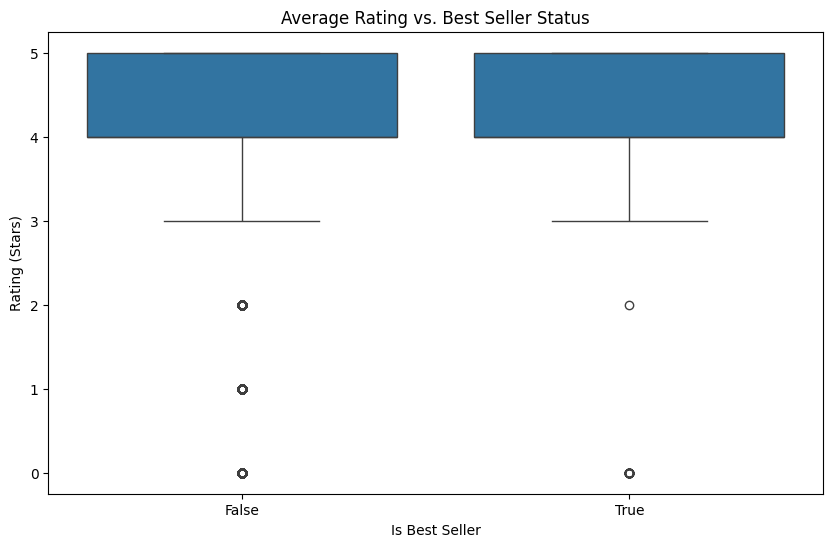 Average Rating vs. Best Seller Status
Rating (Stars)
5
4
3
2
1
0
False
True
Is Best Seller